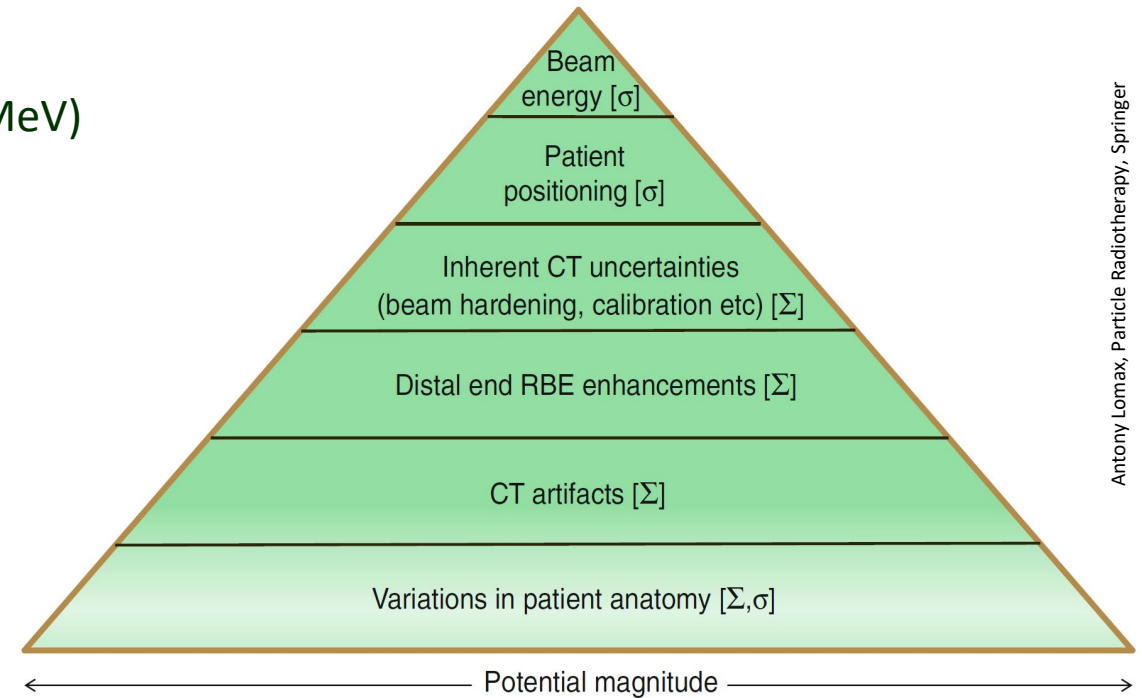 MeV)
Beam
energy [σ]
Patient
positioning [σ]
Inherent CT uncertainties
(beam hardening, calibration etc) [Σ]
Distal end RBE enhancements [Σ]
CT artifacts [Σ]
Variations in patient anatomy [Σ,σ]
Potential magnitude
Antony Lomax, Particle Radiotherapy, Springer